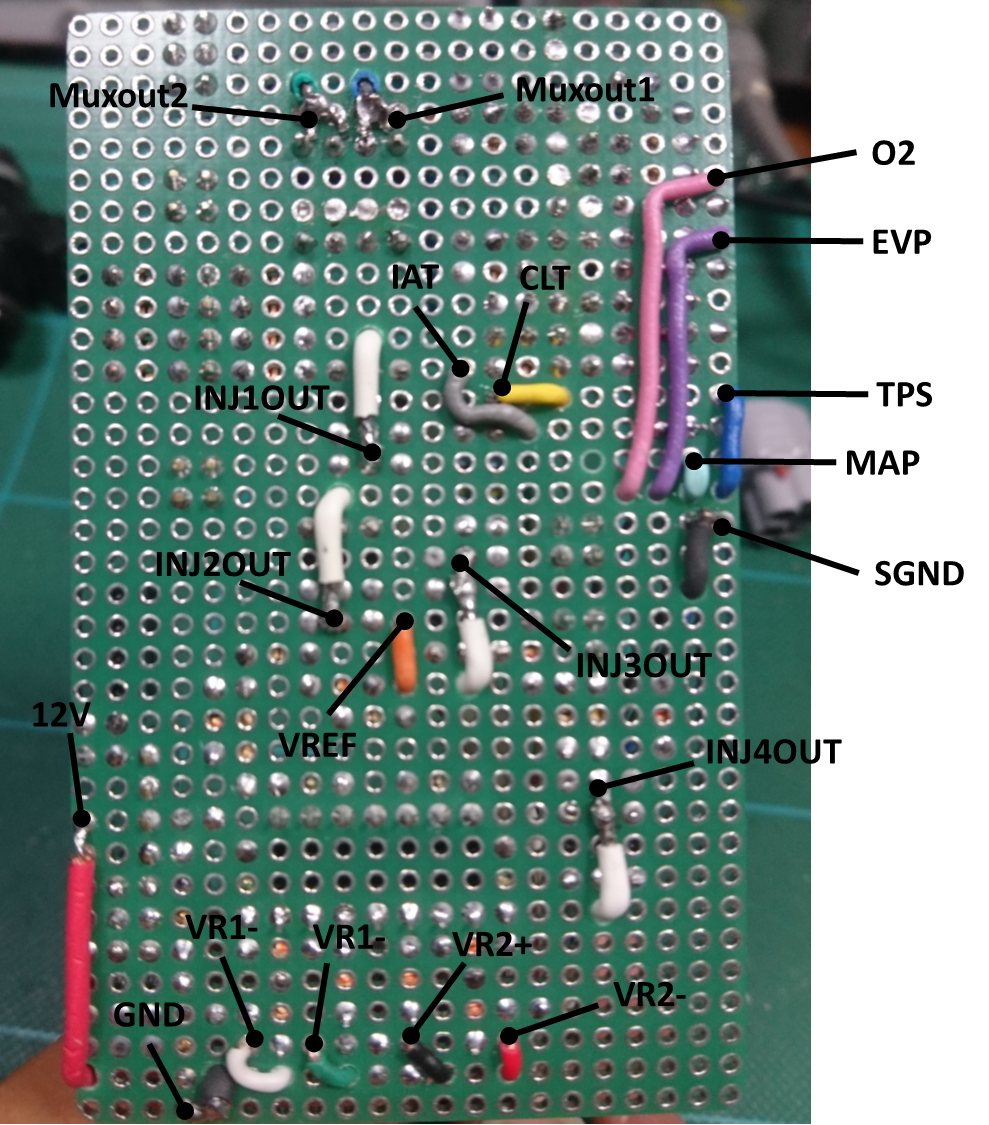 Muxout2
Muxout1
O2
EVP
IAT
CLT
INJ1OUT
TPS
MAP
INJ2OUT
SGND
INJ3OUT
12V
VREF
INJ4OUT
VR1-
VR1-
VR2+
VR2-
GND